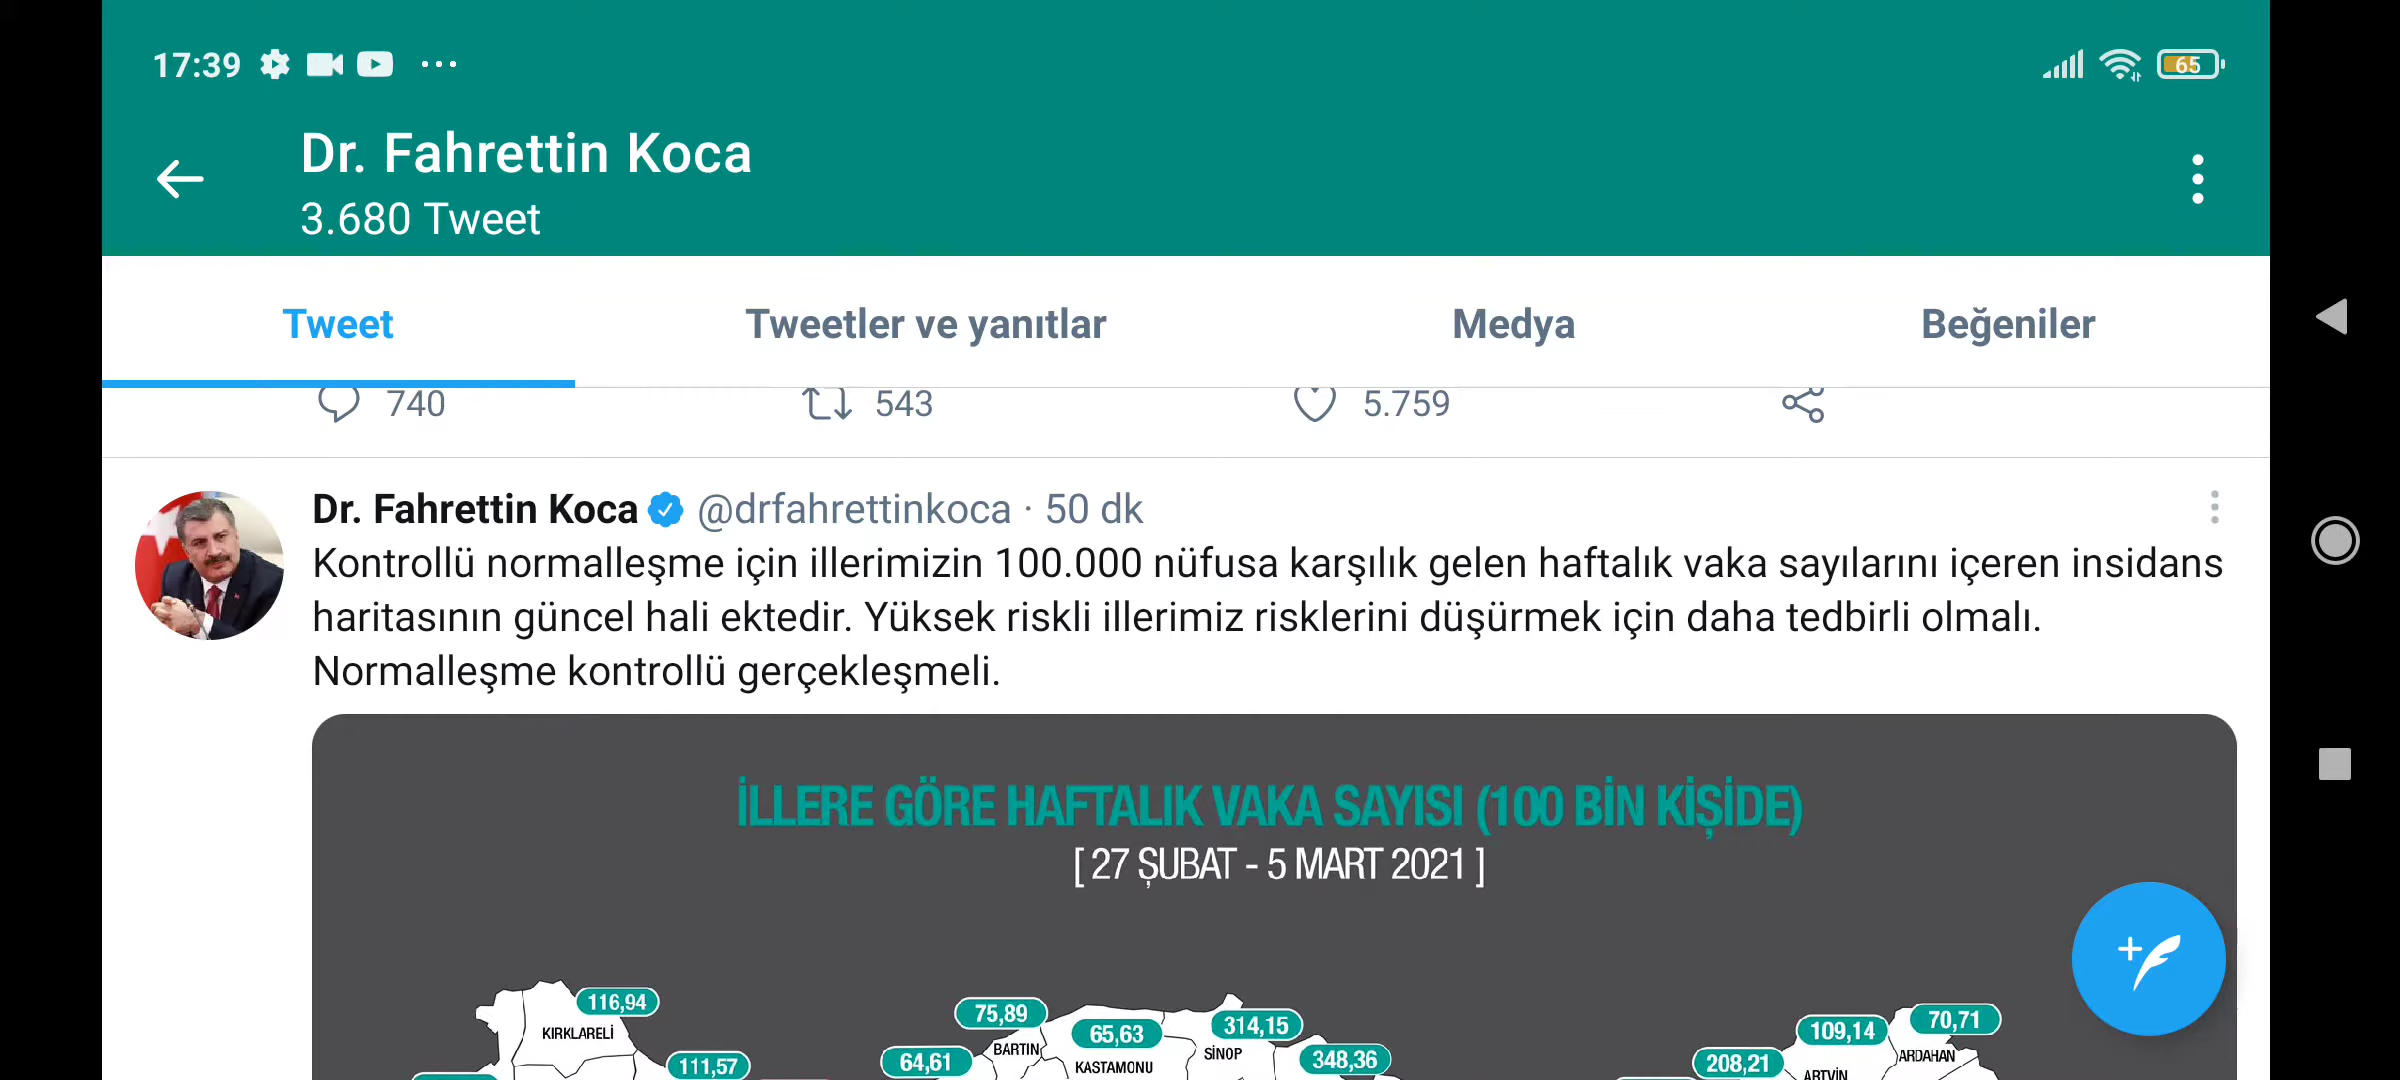 17:39
65
Dr. Fahrettin Koca
3.680 Tweet
Tweet
Tweetler ve yanıtlar
Medya
Beğeniler
740
543
5.759
Dr. Fahrettin Koca @drfahrettinkoca · 50 dk
Kontrollü normalleşme için illerimizin 100.000 nüfusa karşılık gelen haftalık vaka sayılarını içeren insidans
haritasının güncel hali ektedir. Yüksek riskli illerimiz risklerini düşürmek için daha tedbirli olmalı.
Normalleşme kontrollü gerçekleşmeli.
İLLERE GÖRE HAFTALIK VAKA SAYISI (100 BİN KİŞİDE)
[ 27 ŞUBAT - 5 MART 2021 ]
116,94
KIRKLARELİ
111,57
75,89
BARTIN
64,61
65,63
KASTAMONU
314,15
SİNOP
348,36
208,21
109,14
ARTVİN
70,71
ARDAHAN